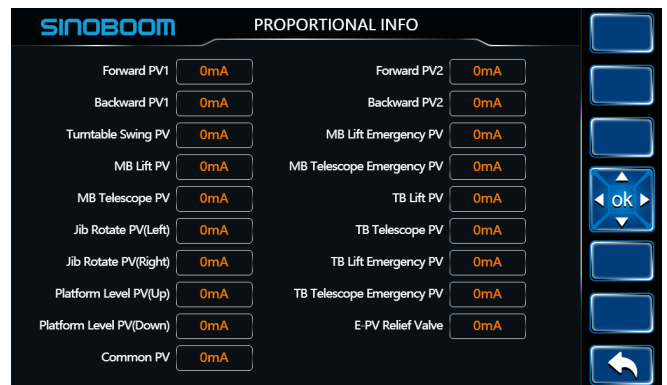 SINOBOOM PROPORTIONAL INFO
Forward PV1 0mA Forward PV2 0mA
Backward PV1 0mA Backward PV2 0mA
Turntable Swing PV 0mA MB Lift Emergency PV 0mA
MB Lift PV 0mA MB Telescope Emergency PV 0mA
MB Telescope PV 0mA TB Lift PV 0mA ok
Jib Rotate PV(Left) 0mA TB Telescope PV 0mA
Jib Rotate PV(Right) 0mA TB Lift Emergency PV 0mA
Platform Level PV(Up) 0mA TB Telescope Emergency PV 0mA
Platform Level PV(Down) 0mA E-PV Relief Valve 0mA
Common PV 0mA